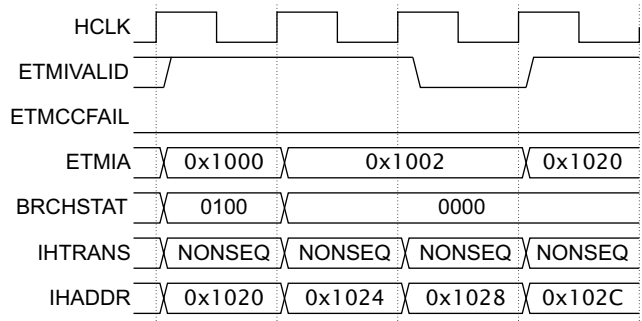 HCLK
ETMIVALID
ETMCCFAIL
ETMIA 0x1000 0x1002 0x1020
BRCHSTAT 0100 0000
IHTRANS NONSEQ NONSEQ NONSEQ NONSEQ
IHADDR 0x1020 0x1024 0x1028 0x102C